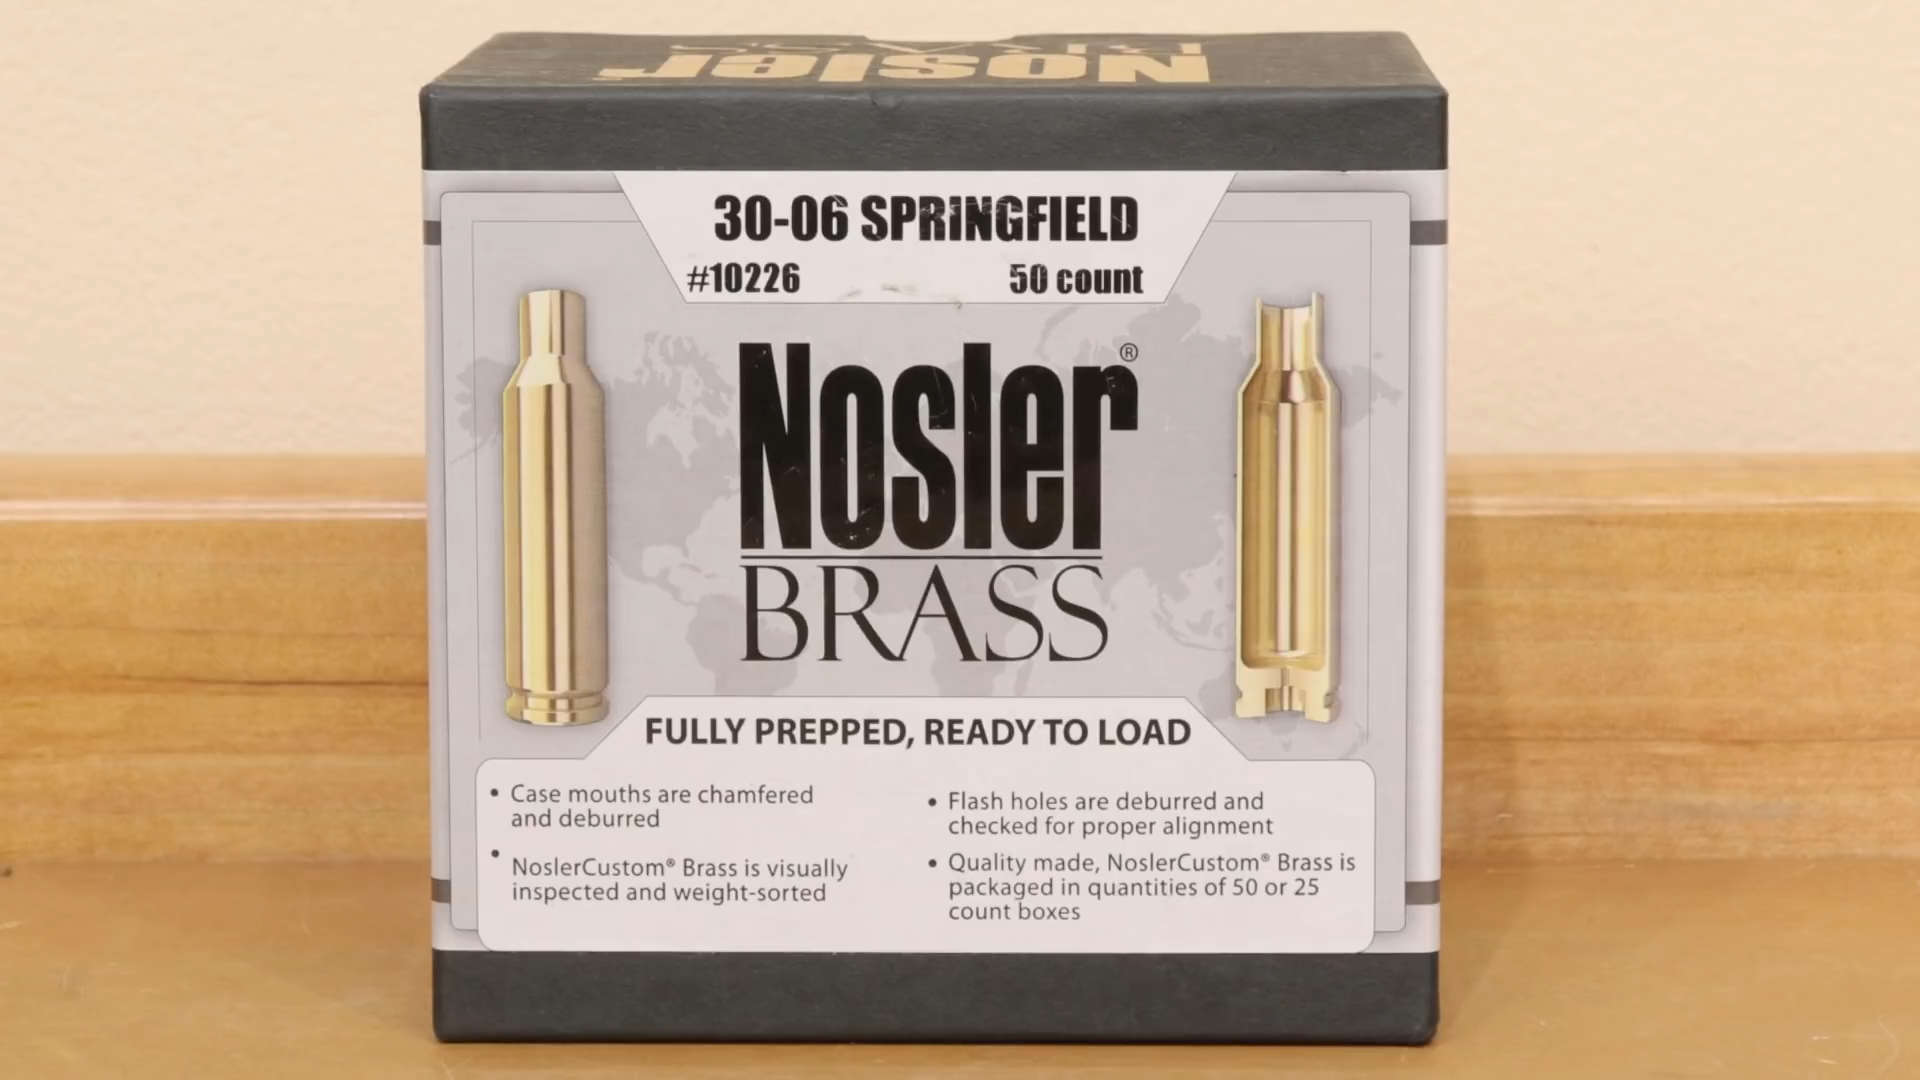 Nosler
BRASS
30-06 SPRINGFIELD
#10226 50 count
Nosler®
BRASS
FULLY PREPPED, READY TO LOAD
• Case mouths are chamfered
and deburred
• NoslerCustom® Brass is visually
inspected and weight-sorted
• Flash holes are deburred and
checked for proper alignment
• Quality made, NoslerCustom® Brass is
packaged in quantities of 50 or 25
count boxes